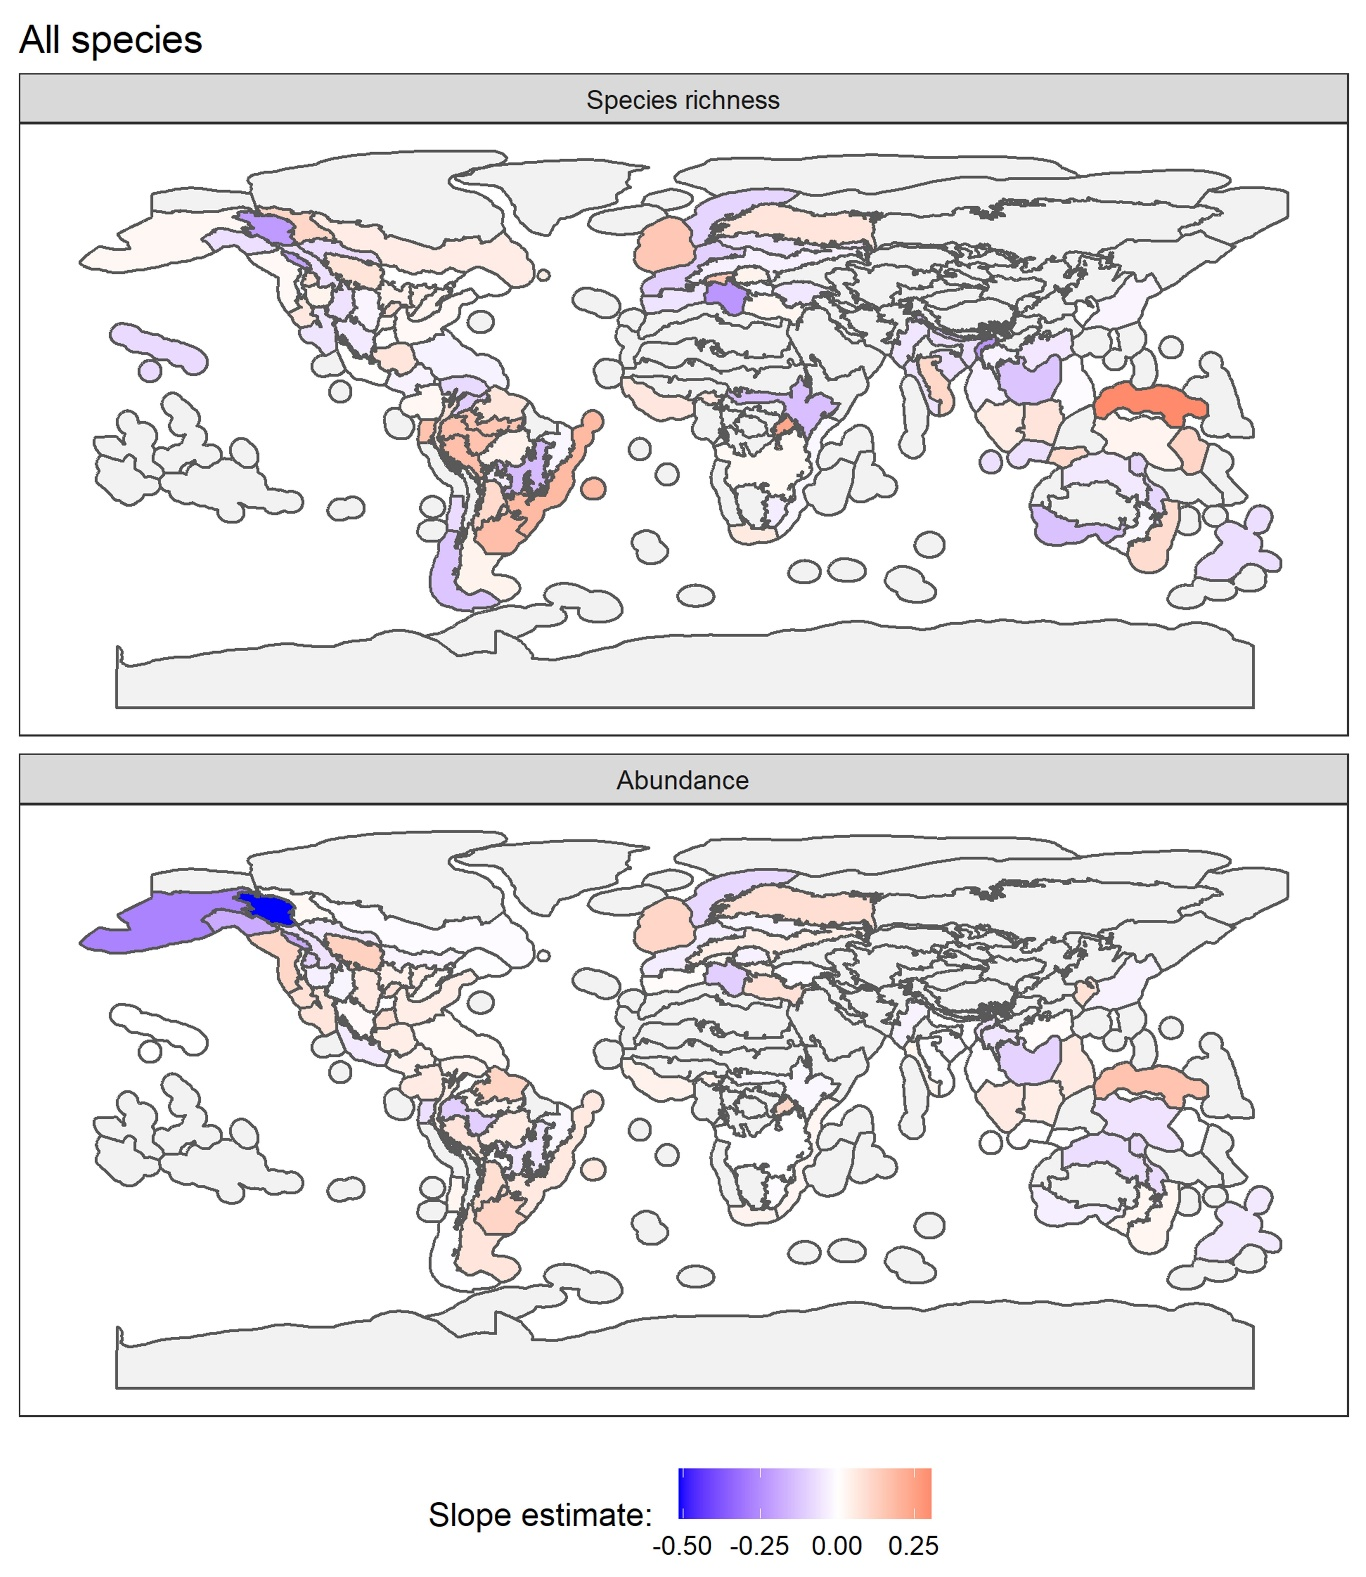 All species
Species richness
Abundance
Slope estimate:
-0.50 -0.25 0.00 0.25